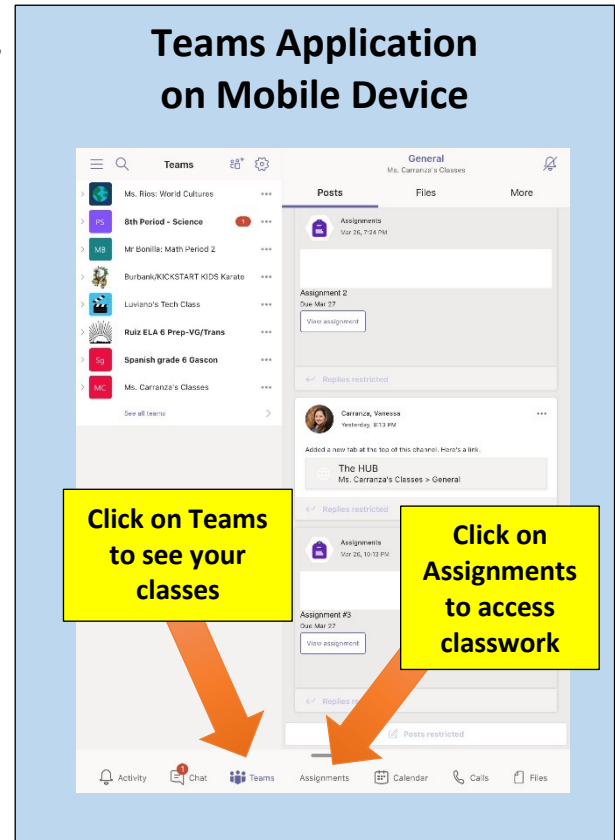 Teams Application
on Mobile Device
Teams
Ms. Rios: World Cultures
PS
8th Period - Science
1
MB
Mr Bonilla: Math Period 2
Burbank/KICKSTART KIDS Karate
Luviano's Tech Class
Ruiz ELA 6 Prep-VG/Trans
Sg
Spanish grade 6 Gascon
MC
Ms. Carranza's Classes
See all teams
General
Ms. Carranza's Classes
Posts
Files
More
Assignments
Mar 26, 7:24 PM
Assignment 2
Due Mar 27
View assignment
Replies restricted
Carranza, Vanessa
Yesterday, 8:13 PM
Added a new tab at the top of this channel. Here's a link.
The HUB
Ms. Carranza's Classes > General
Replies restricted
Assignments
Mar 26, 10:13 PM
Assignment #3
Due Mar 27
View assignment
Posts restricted
Click on Teams
to see your
classes
Click on
Assignments
to access
classwork
Activity
1
Chat
Teams
Assignments
Calendar
Calls
Files